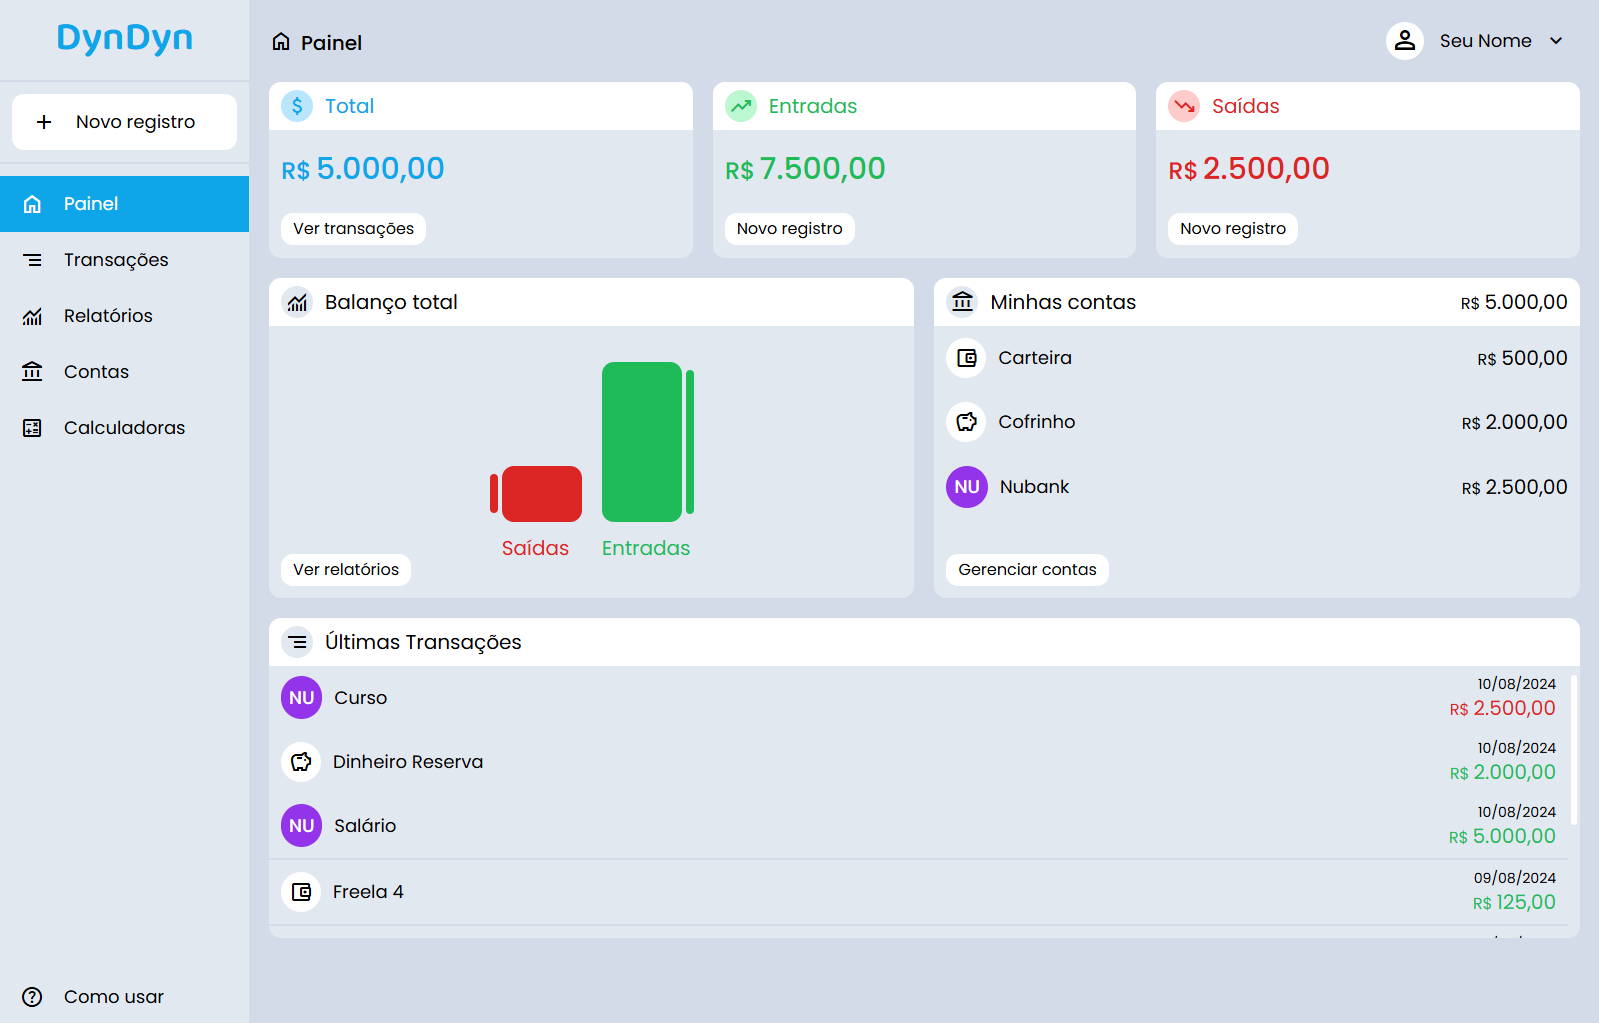 DynDyn
Novo registro
Painel
Transações
Relatórios
Contas
Calculadoras
Como usar
Painel
Seu Nome
$ Total
R$ 5.000,00
Ver transações
Entradas
R$ 7.500,00
Novo registro
Saídas
R$ 2.500,00
Novo registro
Balanço total
Saídas Entradas
Ver relatórios
Minhas contas R$ 5.000,00
Carteira R$ 500,00
Cofrinho R$ 2.000,00
NU Nubank R$ 2.500,00
Gerenciar contas
Últimas Transações
NU Curso 10/08/2024
R$ 2.500,00
Dinheiro Reserva 10/08/2024
R$ 2.000,00
NU Salário 10/08/2024
R$ 5.000,00
Freela 4 09/08/2024
R$ 125,00